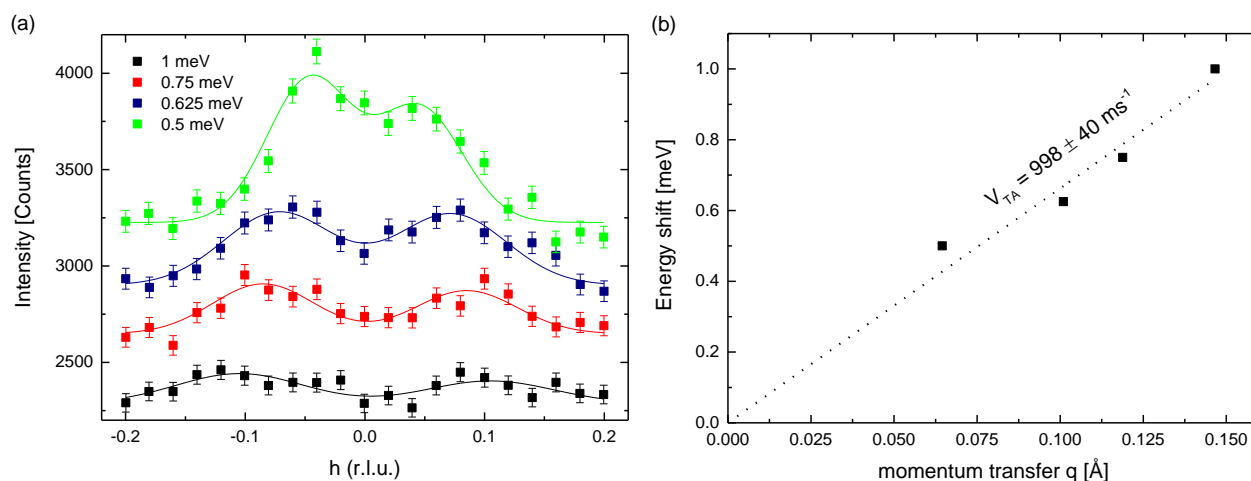 (a)
4000
3500
3000
2500
Intensity [Counts]
1 meV
0.75 meV
0.625 meV
0.5 meV
-0.2 -0.1 0.0 0.1 0.2
h (r.l.u.)
(b)
1.0
0.8
0.6
0.4
0.2
0.0
Energy shift [meV]
V_TA = 998 ± 40 ms⁻¹
0.000 0.025 0.050 0.075 0.100 0.125 0.150
momentum transfer q [Å]